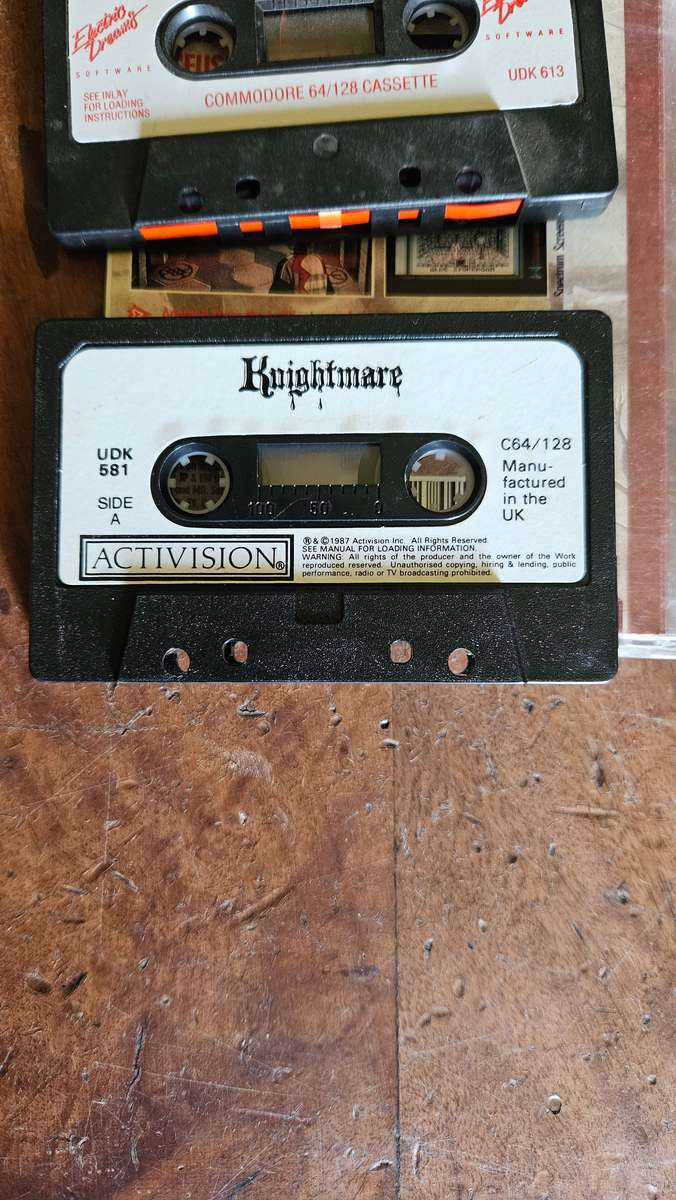 Electric Dreams
SOFTWARE
SOFTWARE
SEE INLAY
FOR LOADING
INSTRUCTIONS
COMMODORE 64/128 CASSETTE
UDK 613
Spectrum Screens
Knightmare
UDK
581
SIDE
A
C64/128
Manu-
factured
in the
UK
100 50 0
ACTIVISION®
® & © 1987 Activision Inc. All Rights Reserved.
SEE MANUAL FOR LOADING INFORMATION.
WARNING: All rights of the producer and the owner of the Work
reproduced reserved. Unauthorised copying, hiring & lending, public
performance, radio or TV broadcasting prohibited.